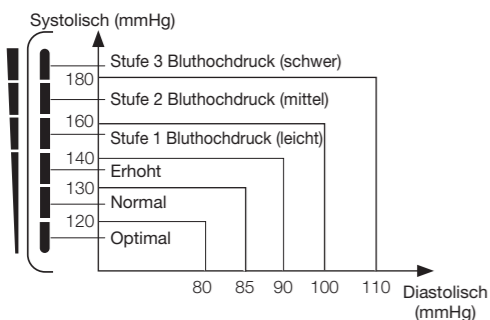 Systolisch (mmHg)
Stufe 3 Bluthochdruck (schwer)
180
Stufe 2 Bluthochdruck (mittel)
160
Stufe 1 Bluthochdruck (leicht)
140
Erhoht
130
Normal
120
Optimal
80 85 90 100 110
Diastolisch
(mmHg)